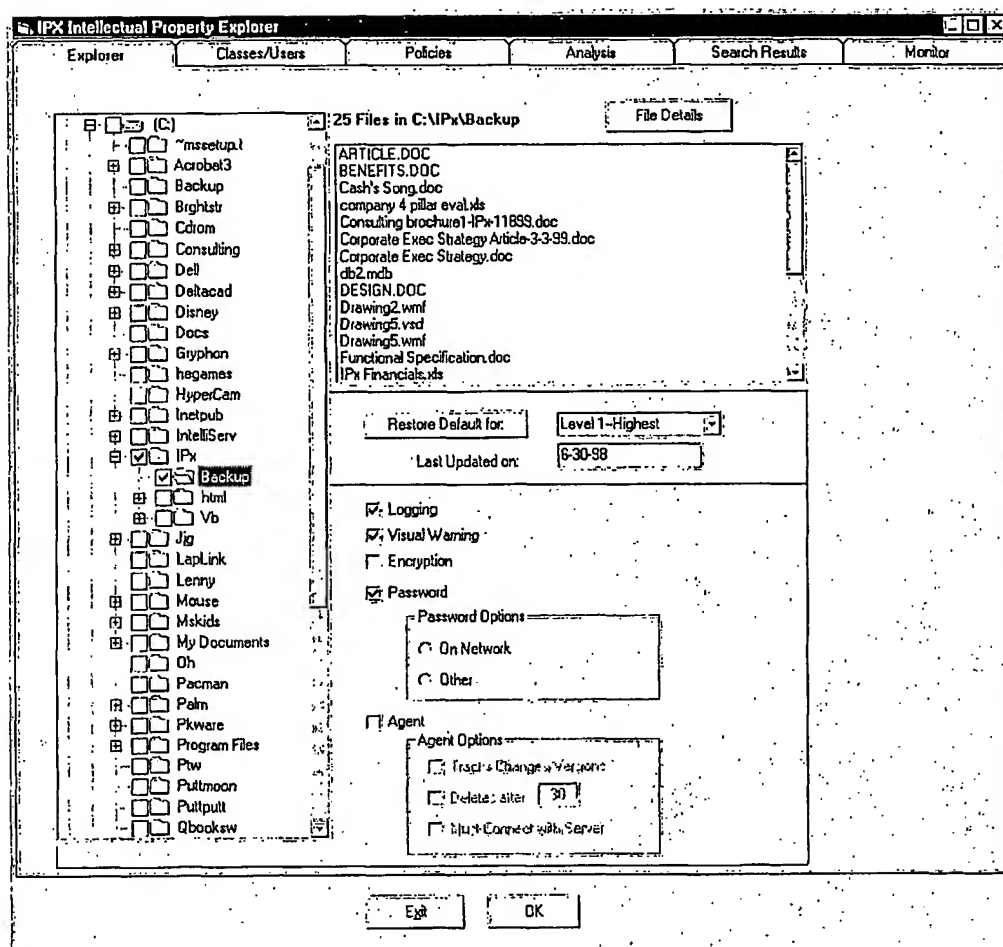 IPX Intellectual Property Explorer
Explorer Classes/Users Policies Analysis Search Results Monitor
(C:)
~mssetup.t
Acrobat3
Backup
Brghtstr
Cdrom
Consulting
Dell
Deltacad
Disney
Docs
Gryphon
hegames
HyperCam
Inetpub
IntelliServ
IPx
Backup
html
Vb
Jig
LapLink
Lenny
Mouse
Mskids
My Documents
Oh
Pacman
Palm
Pkware
Program Files
Ptw
Puttmoon
Puttputt
Qbooksw
25 Files in C:\IPx\Backup
File Details
ARTICLE.DOC
BENEFITS.DOC
Cash's Song.doc
company 4 pillar eval.xls
Consulting brochure1-IPx-11899.doc
Corporate Exec Strategy Article-3-3-99.doc
Corporate Exec Strategy.doc
db2.mdb
DESIGN.DOC
Drawing2.wmf
Drawing5.vsd
Drawing5.wmf
Functional Specification.doc
IPx Financials.xls
Restore Default for: Level 1--Highest
Last Updated on: 6-30-98
Logging
Visual Warning
Encryption
Password
Password Options
On Network
Other
Agent
Agent Options
Tracks Changes/Versions
Deletes after 30
Must Connect with Server
Exit OK